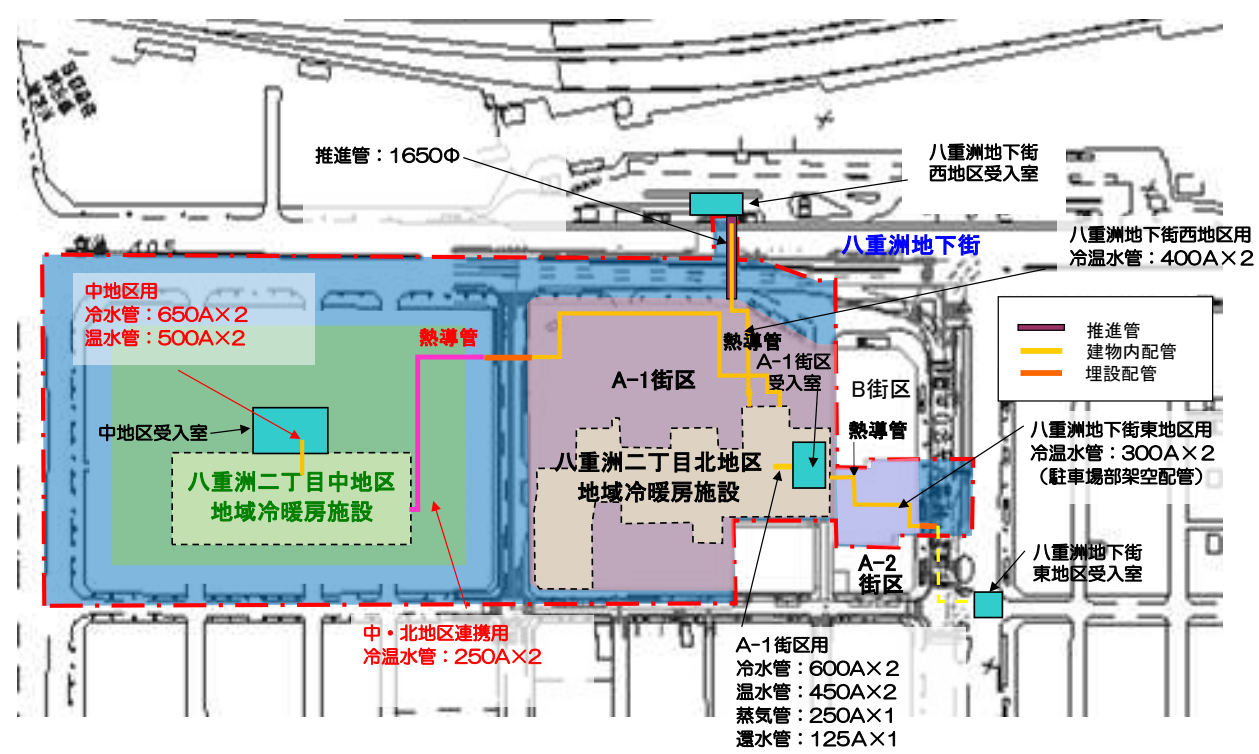 推進管：1650Φ
八重洲地下街
西地区受入室
八重洲地下街
八重洲地下街西地区用
冷温水管：400A×2
中地区用
冷水管：650A×2
温水管：500A×2
熱導管
熱導管
A-1街区
A-1街区
受入室
推進管
建物内配管
埋設配管
B街区
熱導管
中地区受入室
八重洲二丁目中地区
地域冷暖房施設
八重洲二丁目北地区
地域冷暖房施設
八重洲地下街東地区用
冷温水管：300A×2
（駐車場部架空配管）
A-2
街区
八重洲地下街
東地区受入室
中・北地区連携用
冷温水管：250A×2
A-1街区用
冷水管：600A×2
温水管：450A×2
蒸気管：250A×1
還水管：125A×1